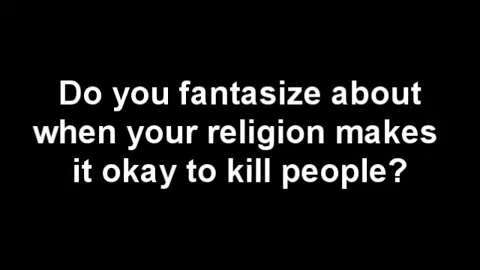 Do you fantasize about
when your religion makes
it okay to kill people?